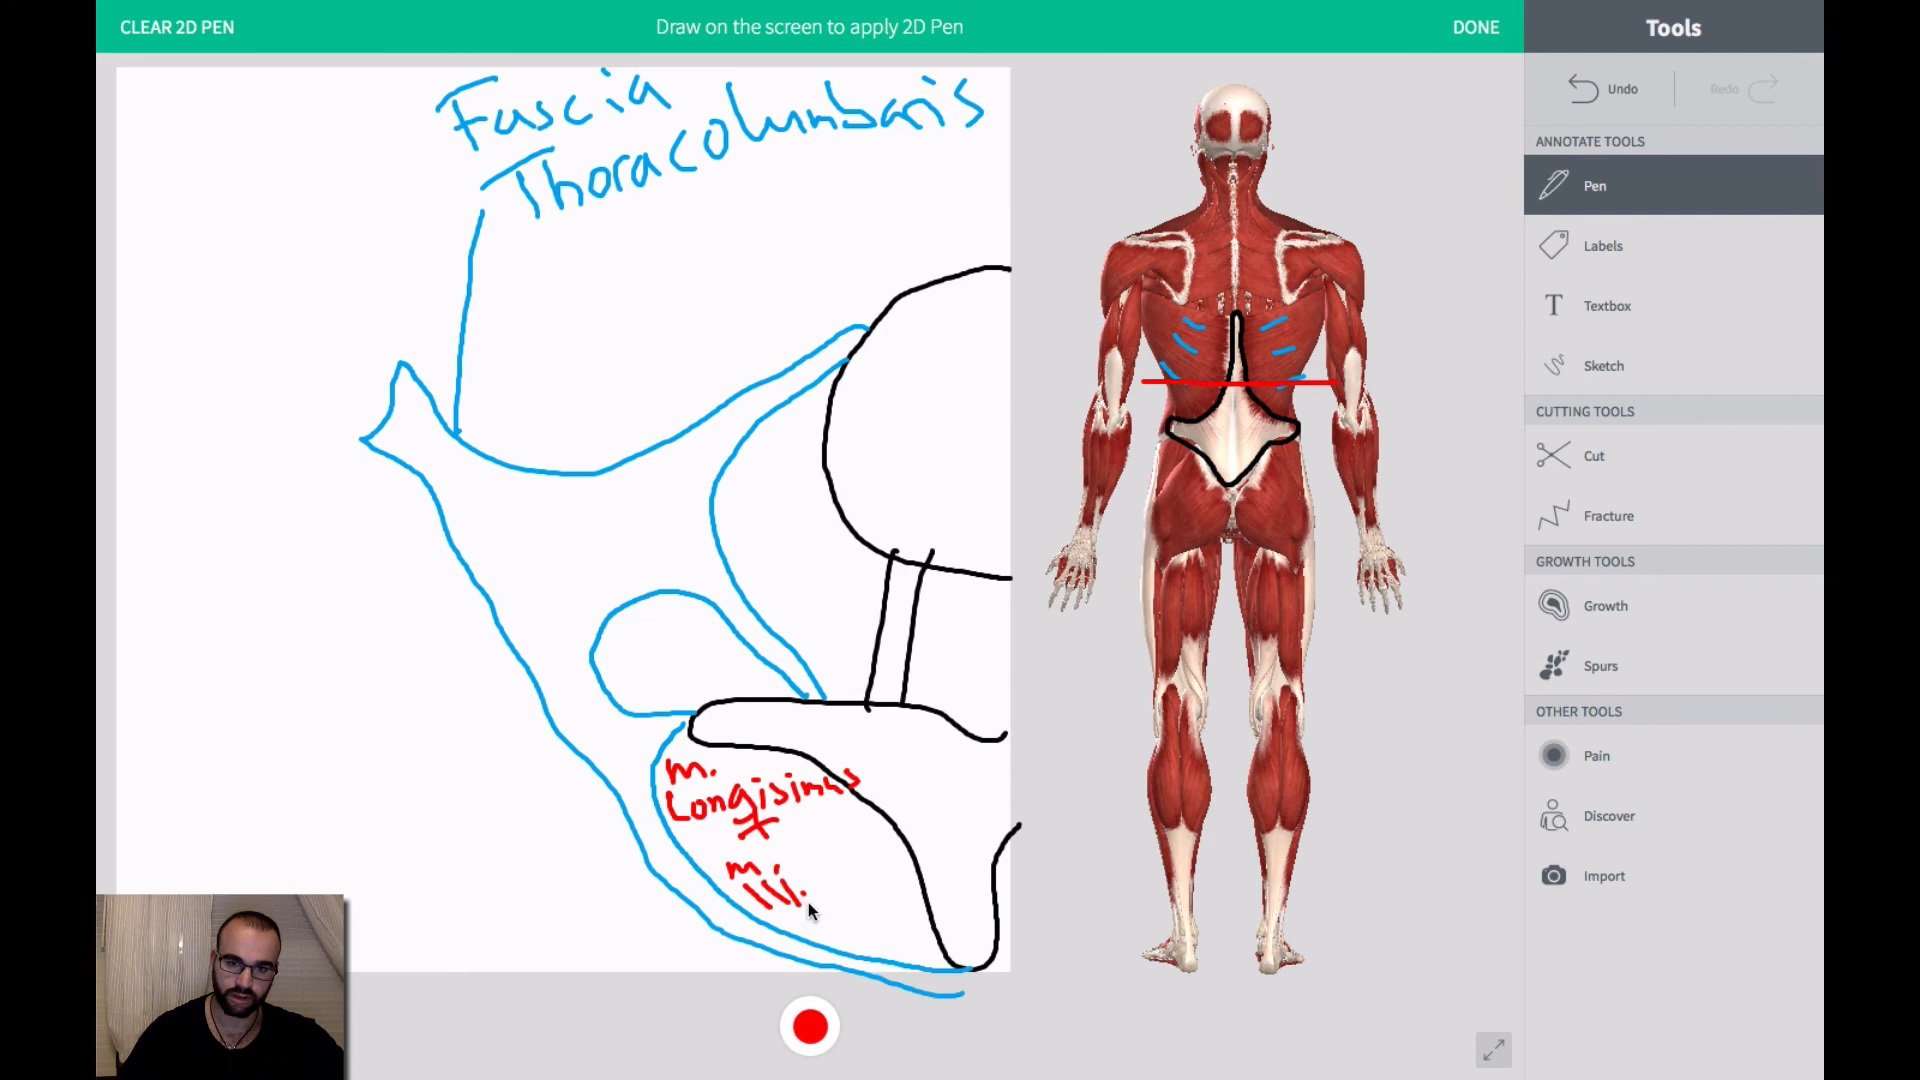 CLEAR 2D PEN
Draw on the screen to apply 2D Pen
DONE
Tools
Undo
Redo
ANNOTATE TOOLS
Pen
Labels
Textbox
Sketch
CUTTING TOOLS
Cut
Fracture
GROWTH TOOLS
Growth
Spurs
OTHER TOOLS
Pain
Discover
Import
Fascia
Thoracolumbaris
m.
Longisimus
+
m.